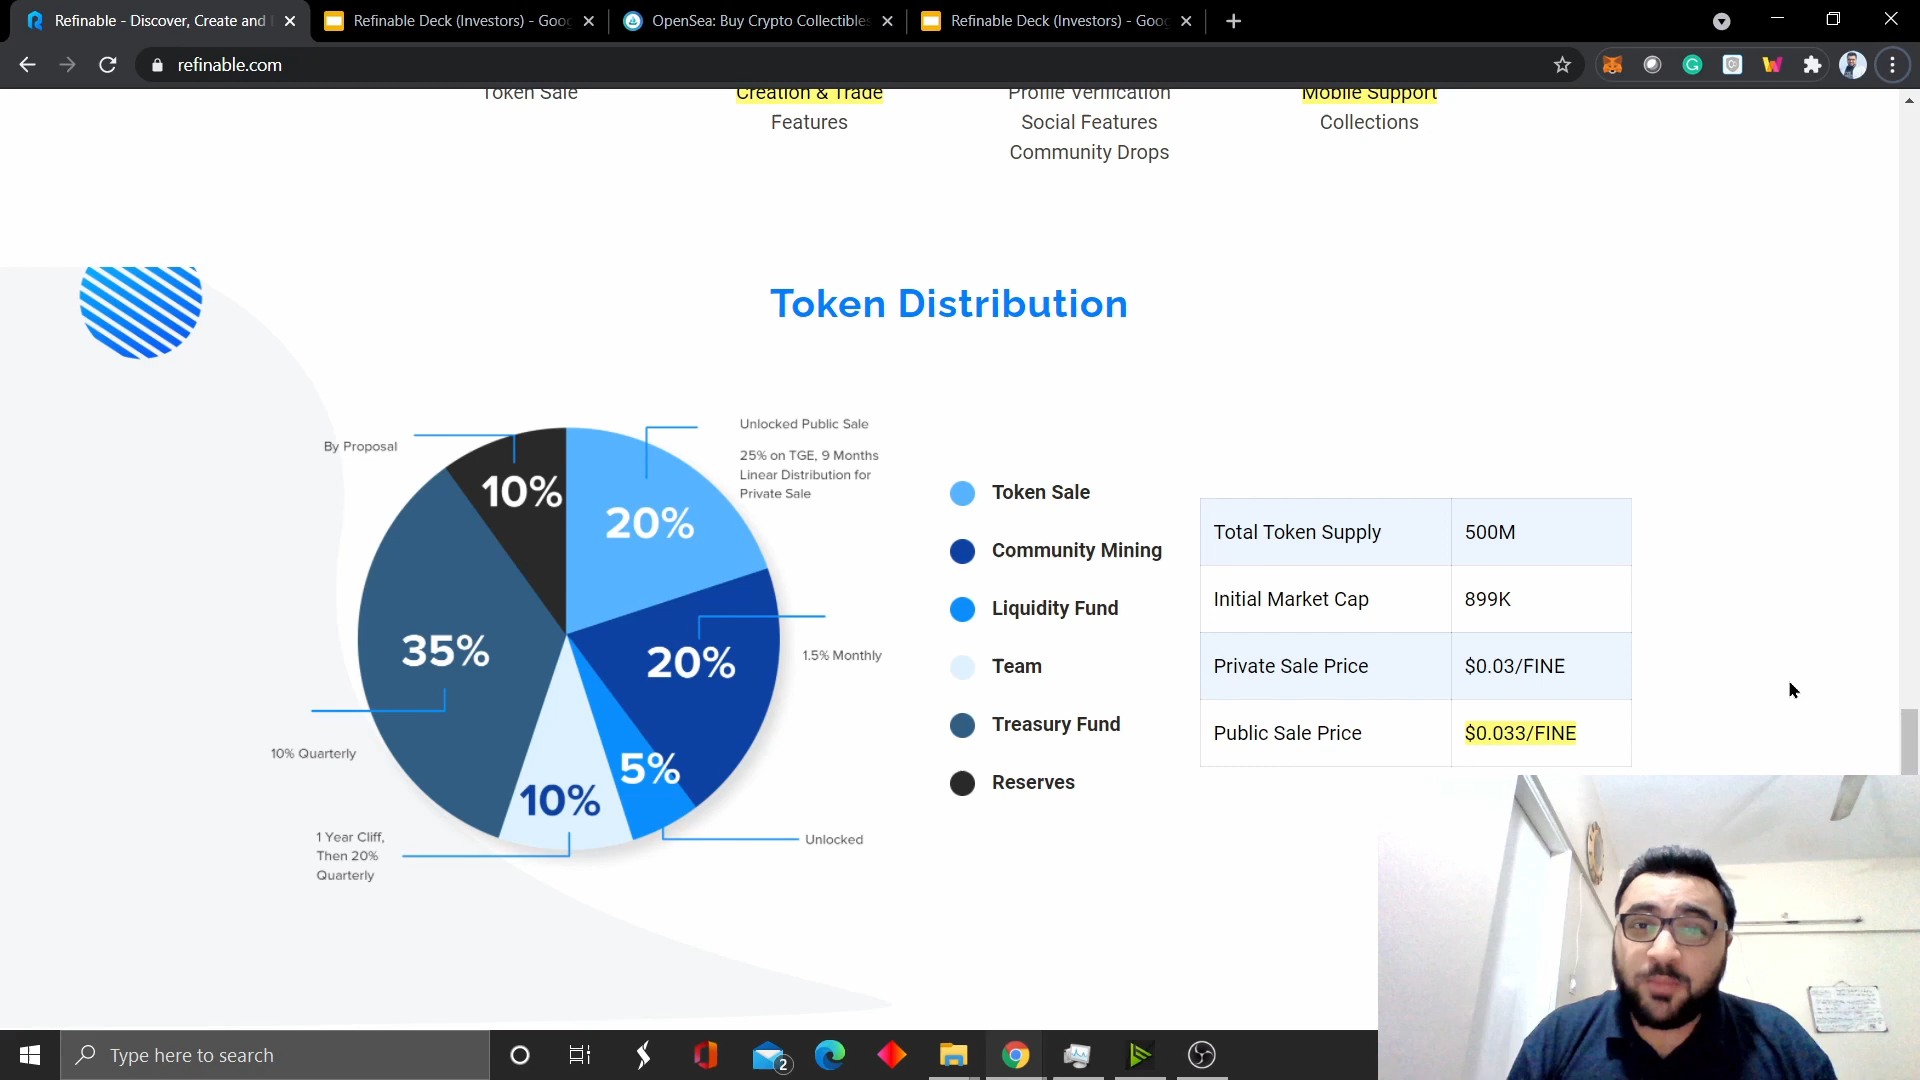 Refinable - Discover, Create and
Refinable Deck (Investors) - Goog
OpenSea: Buy Crypto Collectibles
Refinable Deck (Investors) - Goog
refinable.com
Token Sale
Creation & Trade
Features
Profile Verification
Social Features
Community Drops
Mobile Support
Collections
Token Distribution
By Proposal
Unlocked Public Sale
25% on TGE, 9 Months
Linear Distribution for
Private Sale
10%
20%
35%
20%
1.5% Monthly
10% Quarterly
5%
10%
Unlocked
1 Year Cliff,
Then 20%
Quarterly
Token Sale
Community Mining
Liquidity Fund
Team
Treasury Fund
Reserves
Total Token Supply 500M
Initial Market Cap 899K
Private Sale Price $0.03/FINE
Public Sale Price $0.033/FINE
Type here to search
2